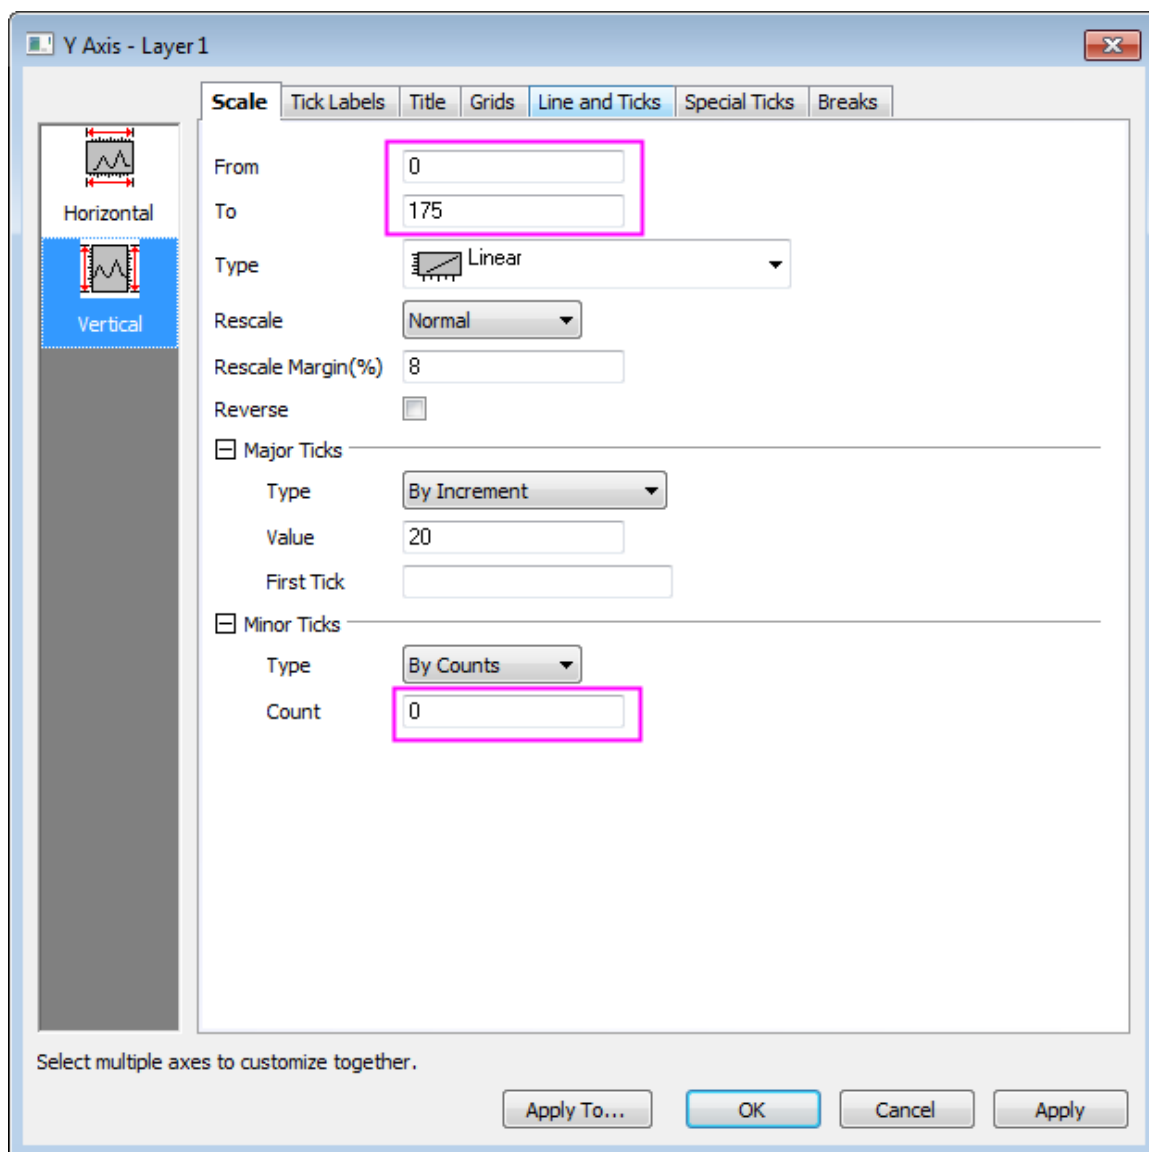 Y Axis - Layer1
Scale Tick Labels Title Grids Line and Ticks Special Ticks Breaks
Horizontal
Vertical
From 0
To 175
Type Linear
Rescale Normal
Rescale Margin(%) 8
Reverse
Major Ticks
Type By Increment
Value 20
First Tick
Minor Ticks
Type By Counts
Count 0
Select multiple axes to customize together.
Apply To... OK Cancel Apply